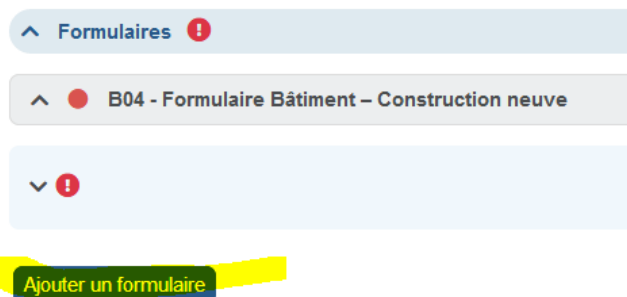 Formulaires
B04 - Formulaire Bâtiment – Construction neuve
Ajouter un formulaire